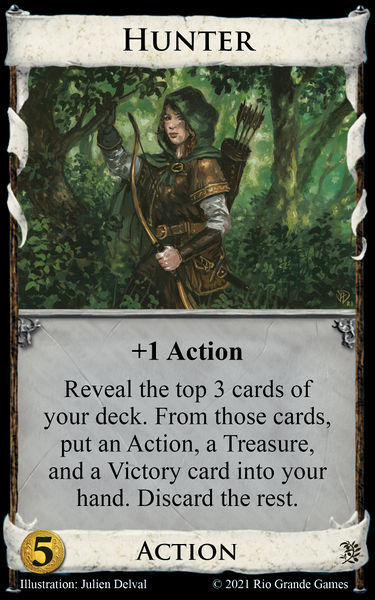 HUNTER
+1 Action
Reveal the top 3 cards of
your deck. From those cards,
put an Action, a Treasure,
and a Victory card into your
hand. Discard the rest.
5
ACTION
Illustration: Julien Delval
© 2021 Rio Grande Games